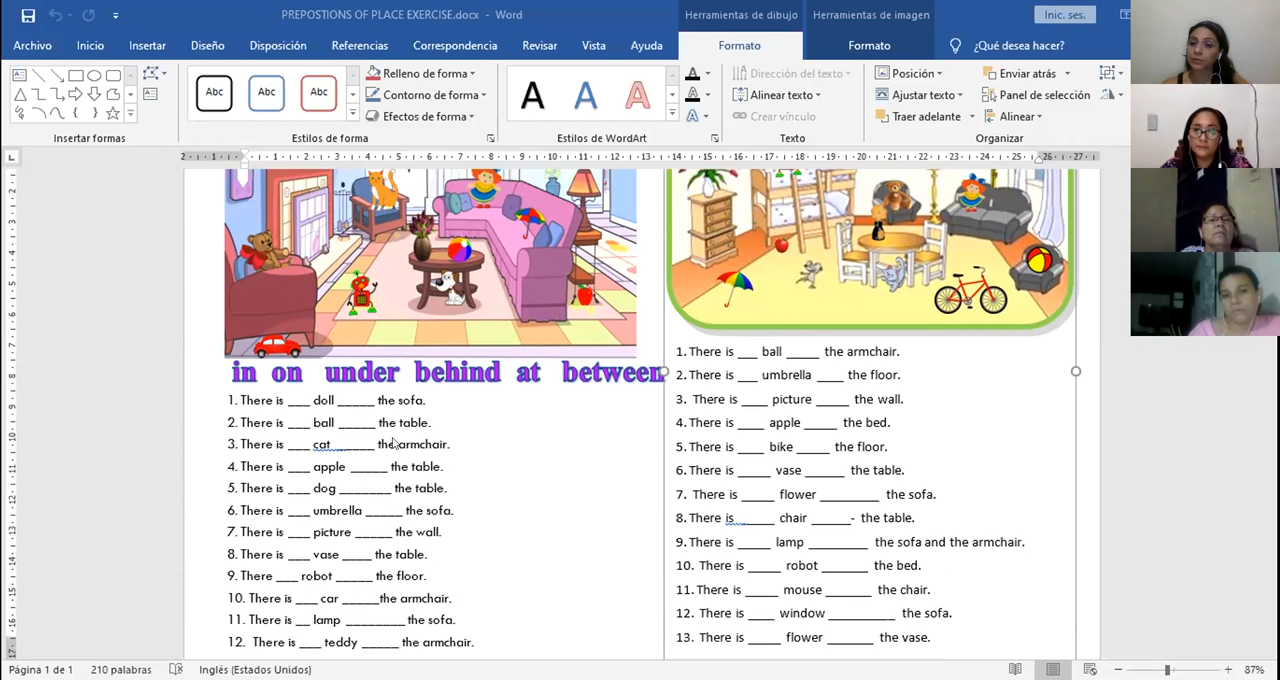 PREPOSTIONS OF PLACE EXERCISE.docx - Word
Herramientas de dibujo
Herramientas de imagen
Inic. ses.
Archivo Inicio Insertar Diseño Disposición Referencias Correspondencia Revisar Vista Ayuda Formato Formato ¿Qué desea hacer?
Abc Abc Abc
Relleno de forma
Contorno de forma
Efectos de forma
A A A
Dirección del texto
Alinear texto
Crear vínculo
Posición
Ajustar texto
Traer adelante
Enviar atrás
Panel de selección
Alinear
Insertar formas
Estilos de forma
Estilos de WordArt
Texto
Organizar
in on under behind at between
1. There is ___ doll _____ the sofa.
2. There is ___ ball _____ the table.
3. There is ___ cat ______ the armchair.
4. There is ___ apple _____ the table.
5. There is ___ dog _______ the table.
6. There is ___ umbrella _____ the sofa.
7. There is ___ picture _____ the wall.
8. There is ___ vase ____ the table.
9. There ___ robot _____ the floor.
10. There is ___ car _____the armchair.
11. There is __ lamp ________ the sofa.
12. There is ___ teddy _____ the armchair.
1. There is ___ ball _____ the armchair.
2. There is ___ umbrella ____ the floor.
3. There is ____ picture _____ the wall.
4. There is ____ apple _____ the bed.
5. There is _____ bike _____ the floor.
6. There is _____ vase ______ the table.
7. There is _____ flower _________ the sofa.
8. There is _____ chair ______- the table.
9. There is _____ lamp _________ the sofa and the armchair.
10. There is _____ robot _______ the bed.
11. There is _____ mouse _______ the chair.
12. There is _____ window __________ the sofa.
13. There is _____ flower _______ the vase.
Página 1 de 1 210 palabras Inglés (Estados Unidos) 87%